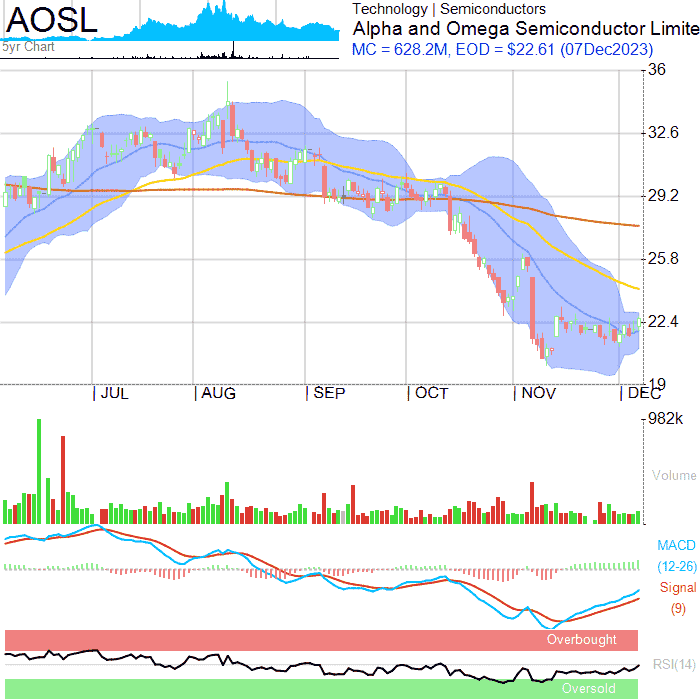 AOSL
5yr Chart
Technology | Semiconductors
Alpha and Omega Semiconductor Limite
MC = 628.2M, EOD = $22.61 (07Dec2023)
36
32.6
29.2
25.8
22.4
19
JUL AUG SEP OCT NOV DEC
982k
Volume
MACD
(12-26)
Signal
(9)
Overbought
RSI(14)
Oversold